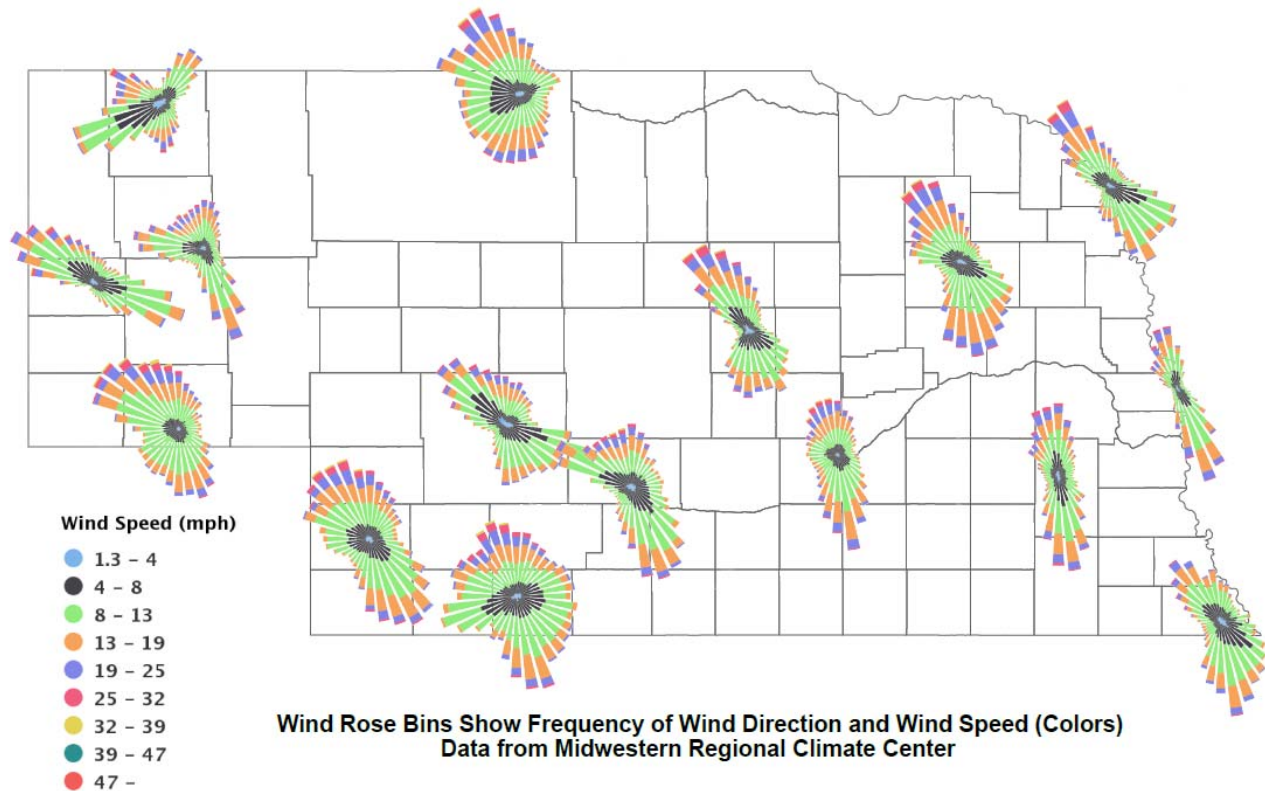 Wind Speed (mph)
1.3 – 4
4 – 8
8 – 13
13 – 19
19 – 25
25 – 32
32 – 39
39 – 47
47 –
Wind Rose Bins Show Frequency of Wind Direction and Wind Speed (Colors)
Data from Midwestern Regional Climate Center